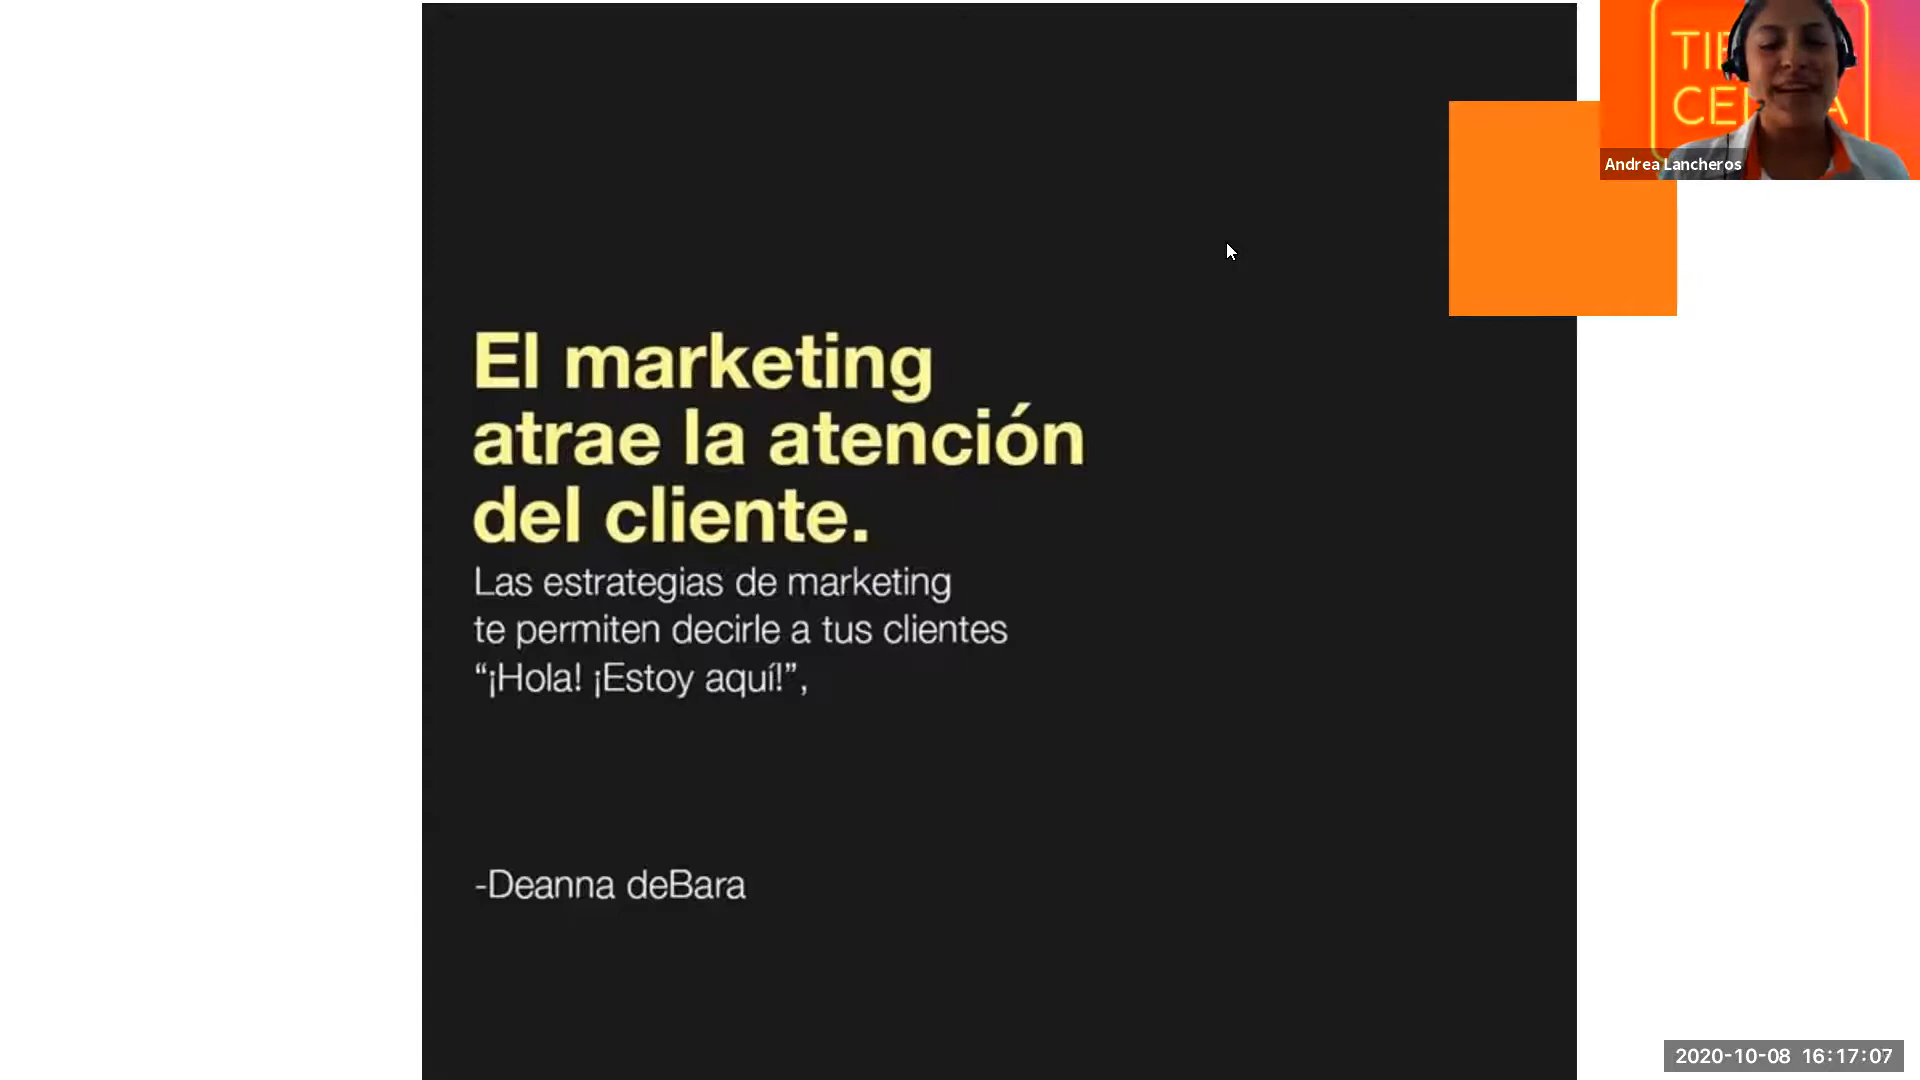 El marketing
atrae la atención
del cliente.
Las estrategias de marketing
te permiten decirle a tus clientes
“¡Hola! ¡Estoy aquí!”,
-Deanna deBara
Andrea Lancheros
2020-10-08 16:17:07